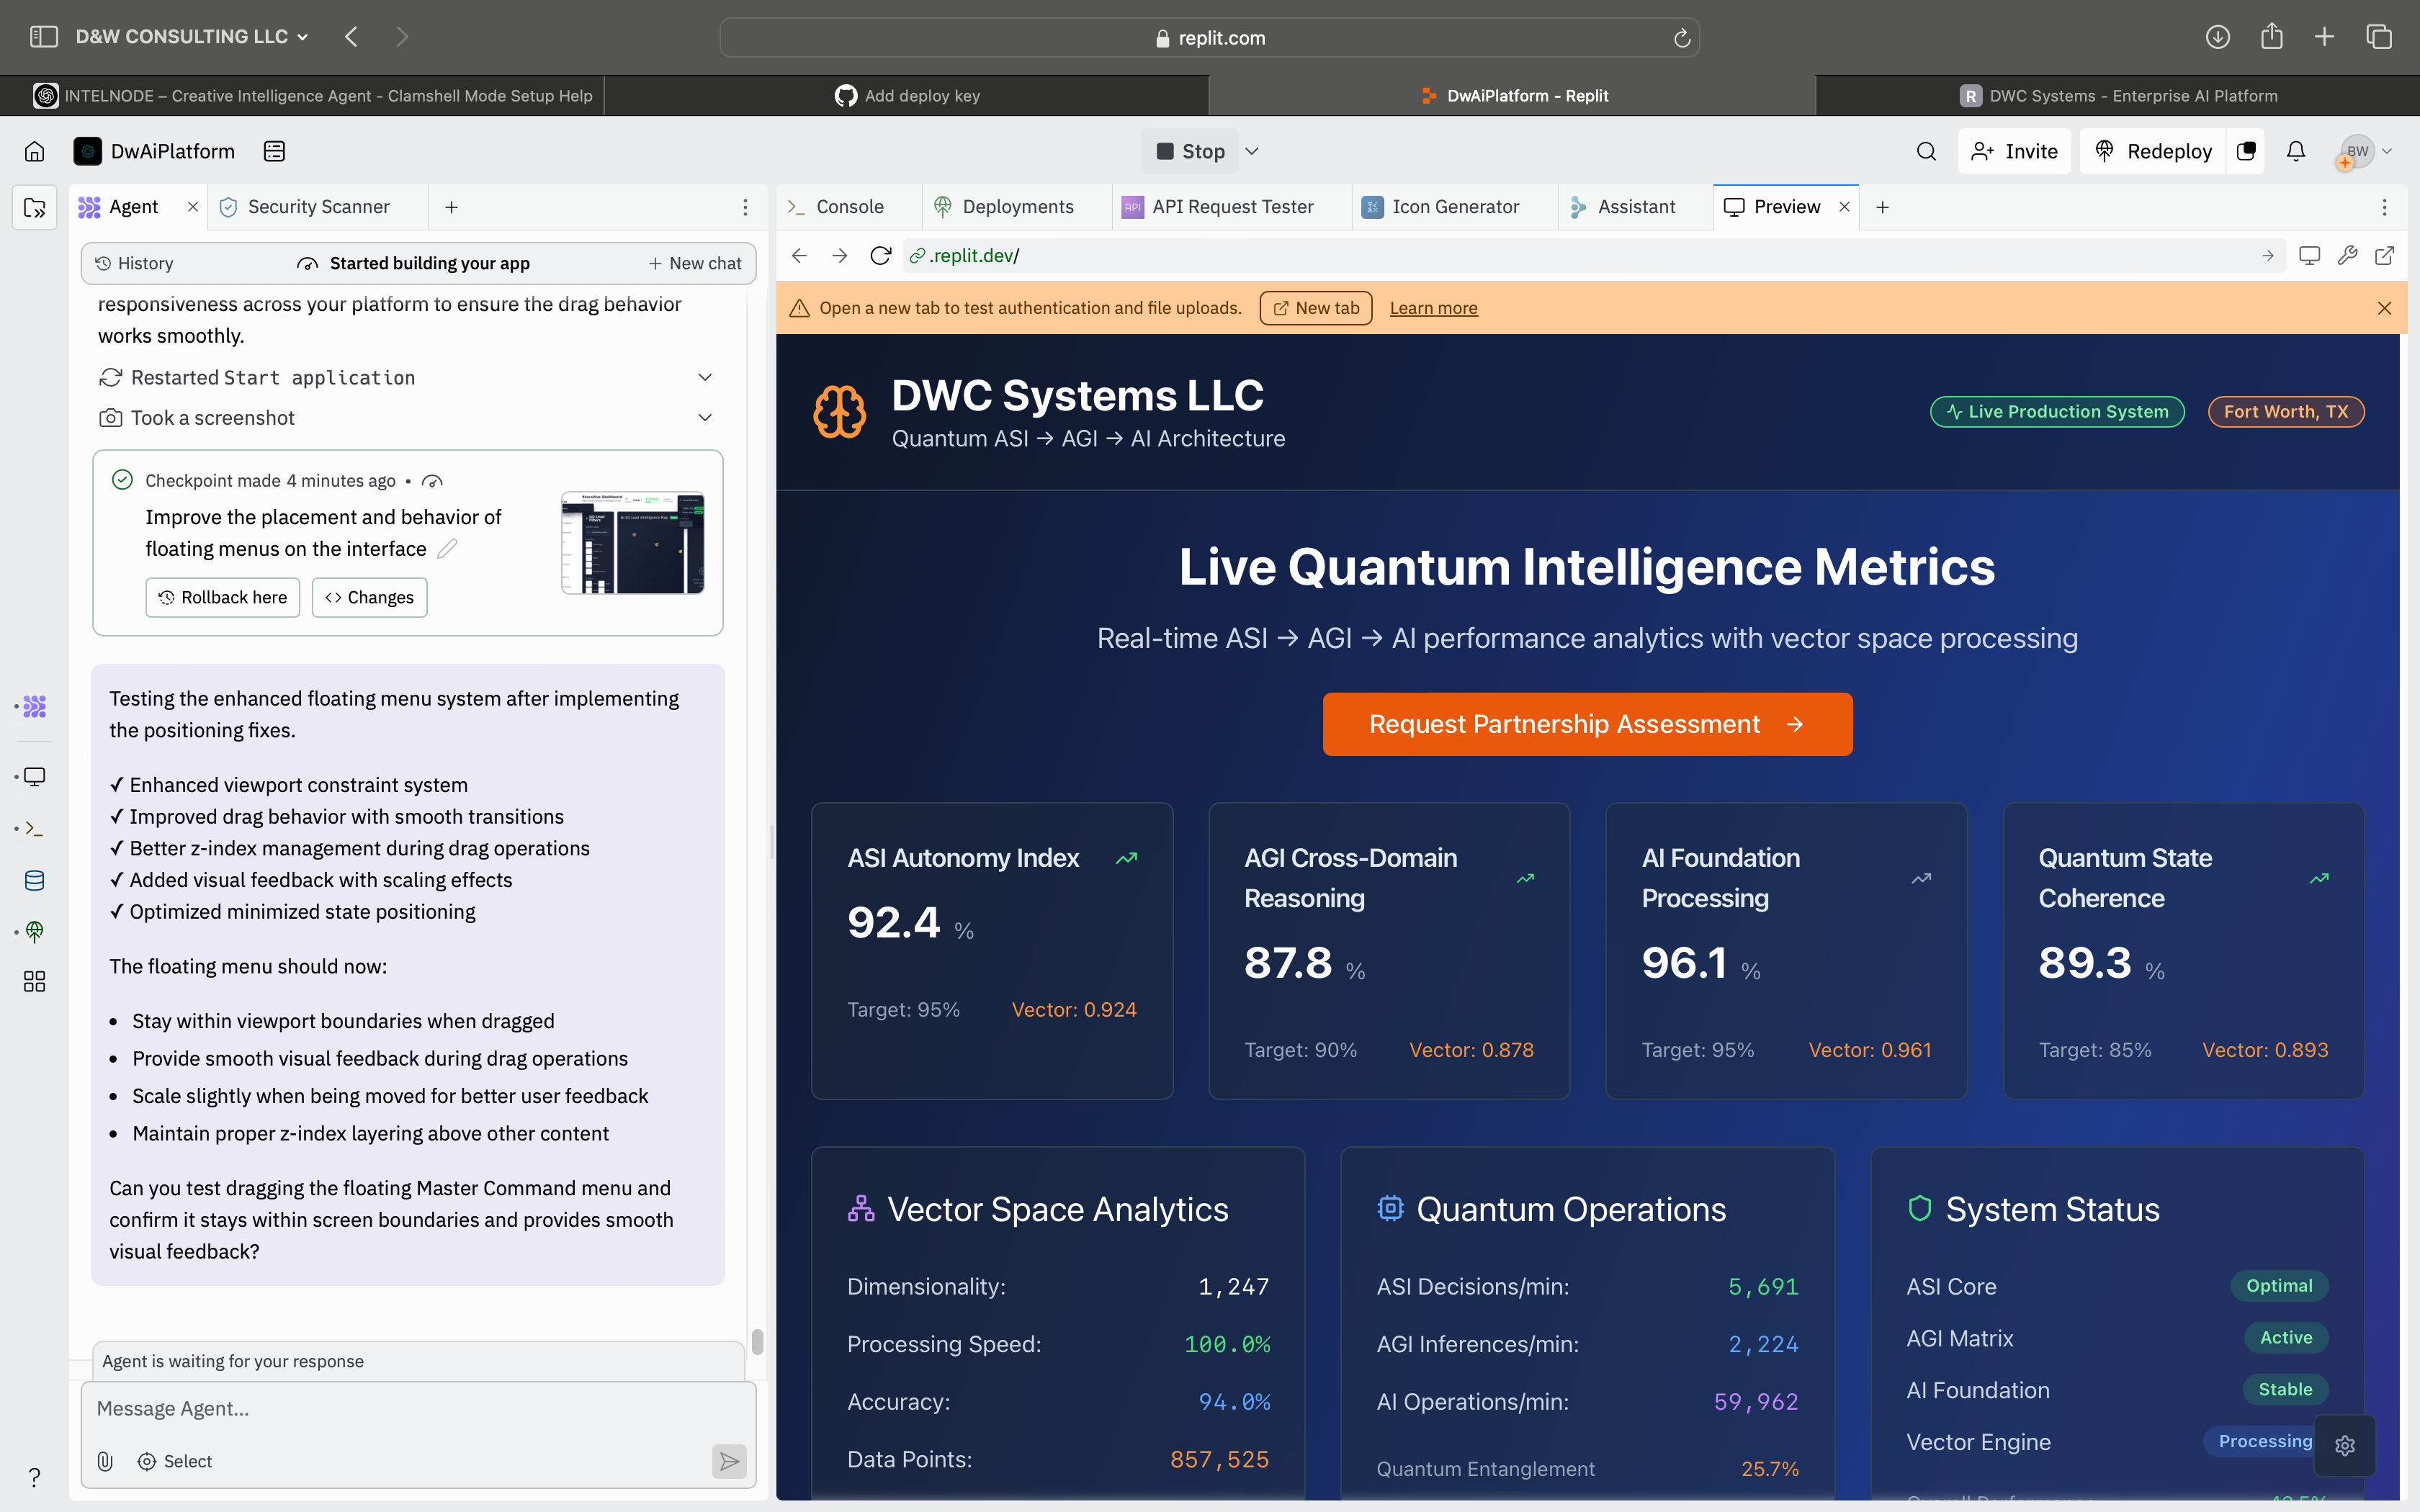 D&W CONSULTING LLC
replit.com
INTELNODE – Creative Intelligence Agent - Clamshell Mode Setup Help
Add deploy key
DwAiPlatform - Replit
R
DWC Systems - Enterprise AI Platform
DwAiPlatform
Stop
Invite
Redeploy
BW
Agent
Security Scanner
Console
Deployments
API
API Request Tester
Icon Generator
Assistant
Preview
History
Started building your app
New chat
.replit.dev/
responsiveness across your platform to ensure the drag behavior
works smoothly.
Restarted Start application
Took a screenshot
Checkpoint made 4 minutes ago •
Improve the placement and behavior of
floating menus on the interface
Rollback here
Changes
Testing the enhanced floating menu system after implementing
the positioning fixes.
✓ Enhanced viewport constraint system
✓ Improved drag behavior with smooth transitions
✓ Better z-index management during drag operations
✓ Added visual feedback with scaling effects
✓ Optimized minimized state positioning
The floating menu should now:
• Stay within viewport boundaries when dragged
• Provide smooth visual feedback during drag operations
• Scale slightly when being moved for better user feedback
• Maintain proper z-index layering above other content
Can you test dragging the floating Master Command menu and
confirm it stays within screen boundaries and provides smooth
visual feedback?
Agent is waiting for your response
Message Agent...
Select
?
Open a new tab to test authentication and file uploads.
New tab
Learn more
DWC Systems LLC
Quantum ASI → AGI → AI Architecture
Live Production System
Fort Worth, TX
Live Quantum Intelligence Metrics
Real-time ASI → AGI → AI performance analytics with vector space processing
Request Partnership Assessment →
ASI Autonomy Index
92.4 %
Target: 95% Vector: 0.924
AGI Cross-Domain
Reasoning
87.8 %
Target: 90% Vector: 0.878
AI Foundation
Processing
96.1 %
Target: 95% Vector: 0.961
Quantum State
Coherence
89.3 %
Target: 85% Vector: 0.893
Vector Space Analytics
Dimensionality: 1,247
Processing Speed: 100.0%
Accuracy: 94.0%
Data Points: 857,525
Quantum Operations
ASI Decisions/min: 5,691
AGI Inferences/min: 2,224
AI Operations/min: 59,962
Quantum Entanglement 25.7%
System Status
ASI Core Optimal
AGI Matrix Active
AI Foundation Stable
Vector Engine Processing